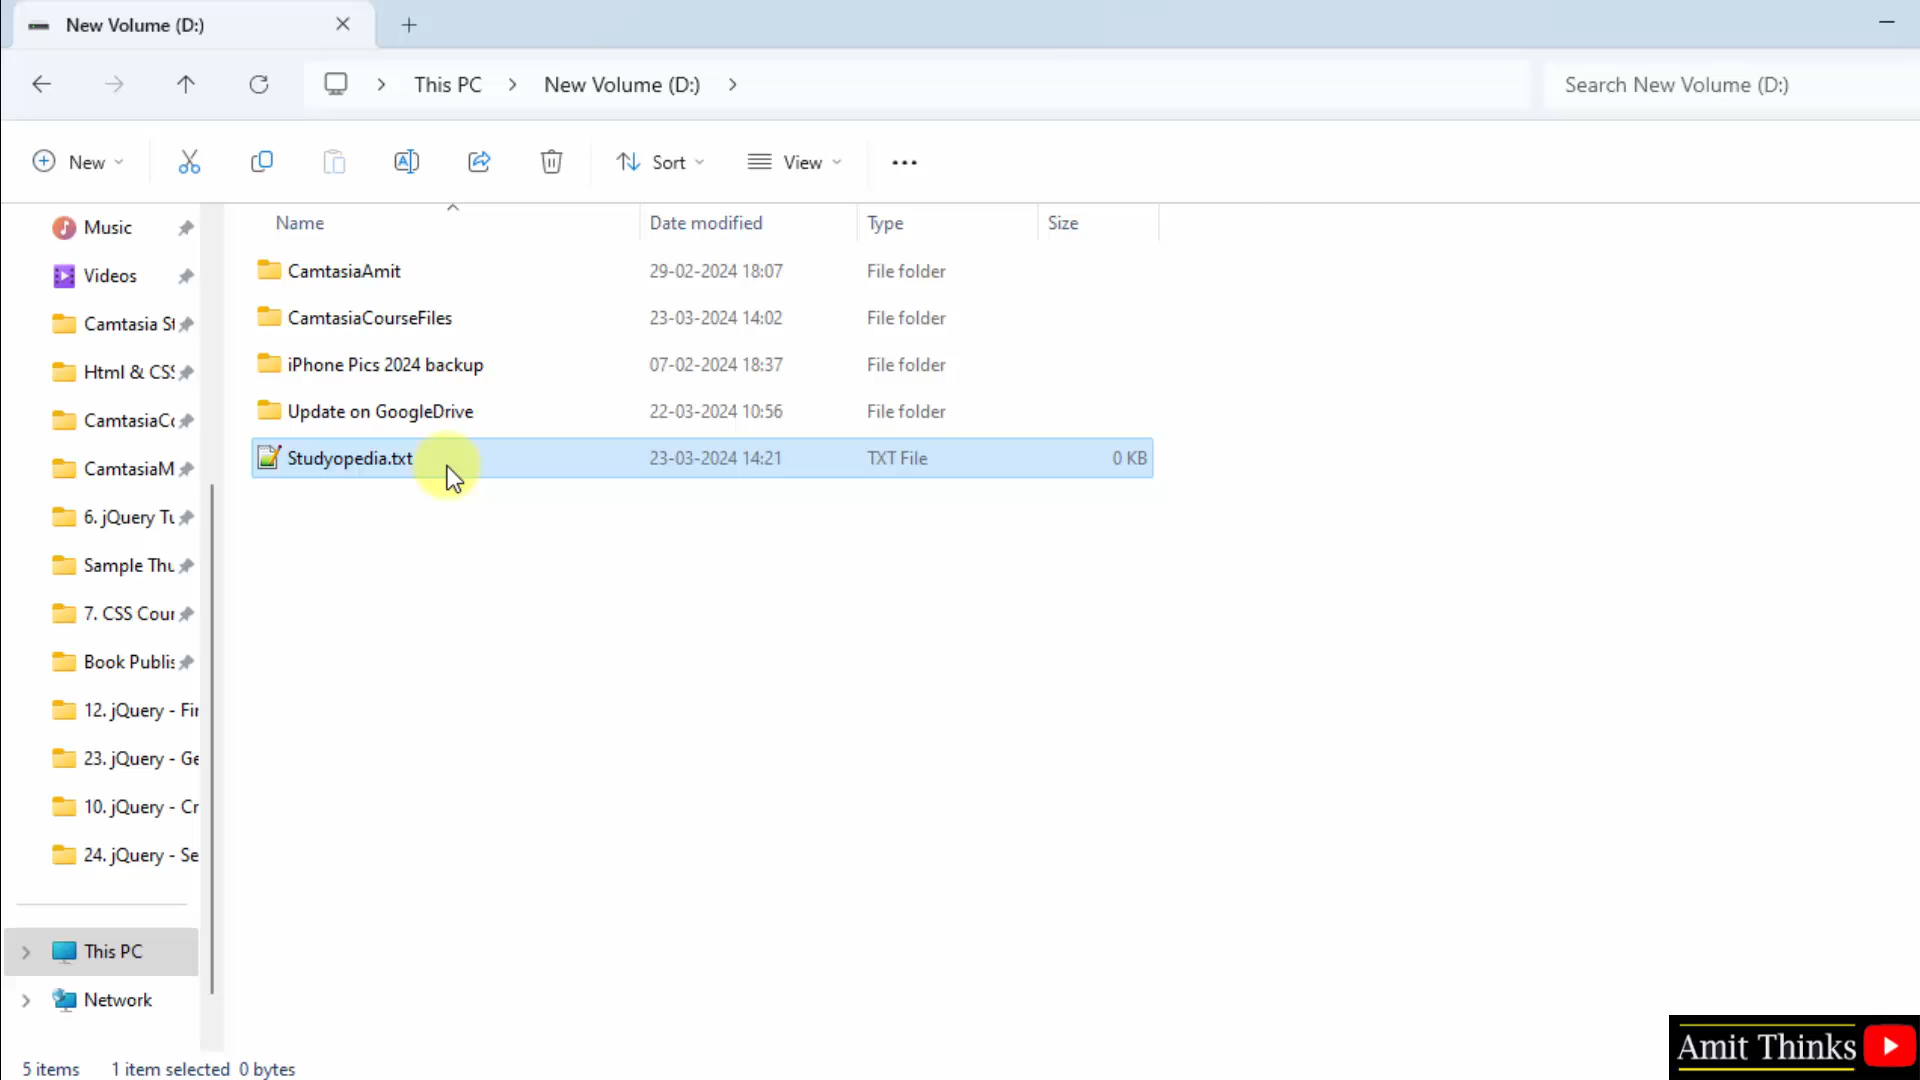 New Volume (D:)
This PC > New Volume (D:) >
Search New Volume (D:)
New
Sort
View
Name
Date modified
Type
Size
Music
Videos
Camtasia St
Html & CSS
CamtasiaCo
CamtasiaM
6. jQuery Tu
Sample Thu
7. CSS Cour
Book Publis
12. jQuery - Fir
23. jQuery - Ge
10. jQuery - Cr
24. jQuery - Se
This PC
Network
CamtasiaAmit 29-02-2024 18:07 File folder
CamtasiaCourseFiles 23-03-2024 14:02 File folder
iPhone Pics 2024 backup 07-02-2024 18:37 File folder
Update on GoogleDrive 22-03-2024 10:56 File folder
Studyopedia.txt 23-03-2024 14:21 TXT File 0 KB
5 items 1 item selected 0 bytes
Amit Thinks